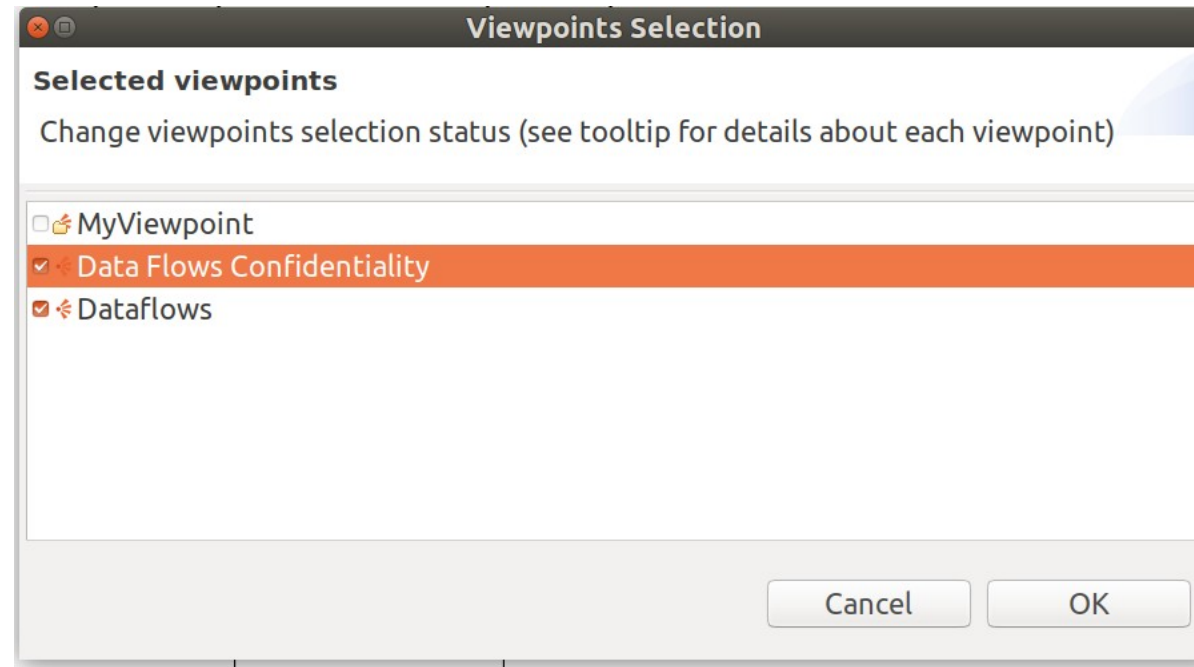 Viewpoints Selection
Selected viewpoints
Change viewpoints selection status (see tooltip for details about each viewpoint)
MyViewpoint
Data Flows Confidentiality
Dataflows
Cancel
OK